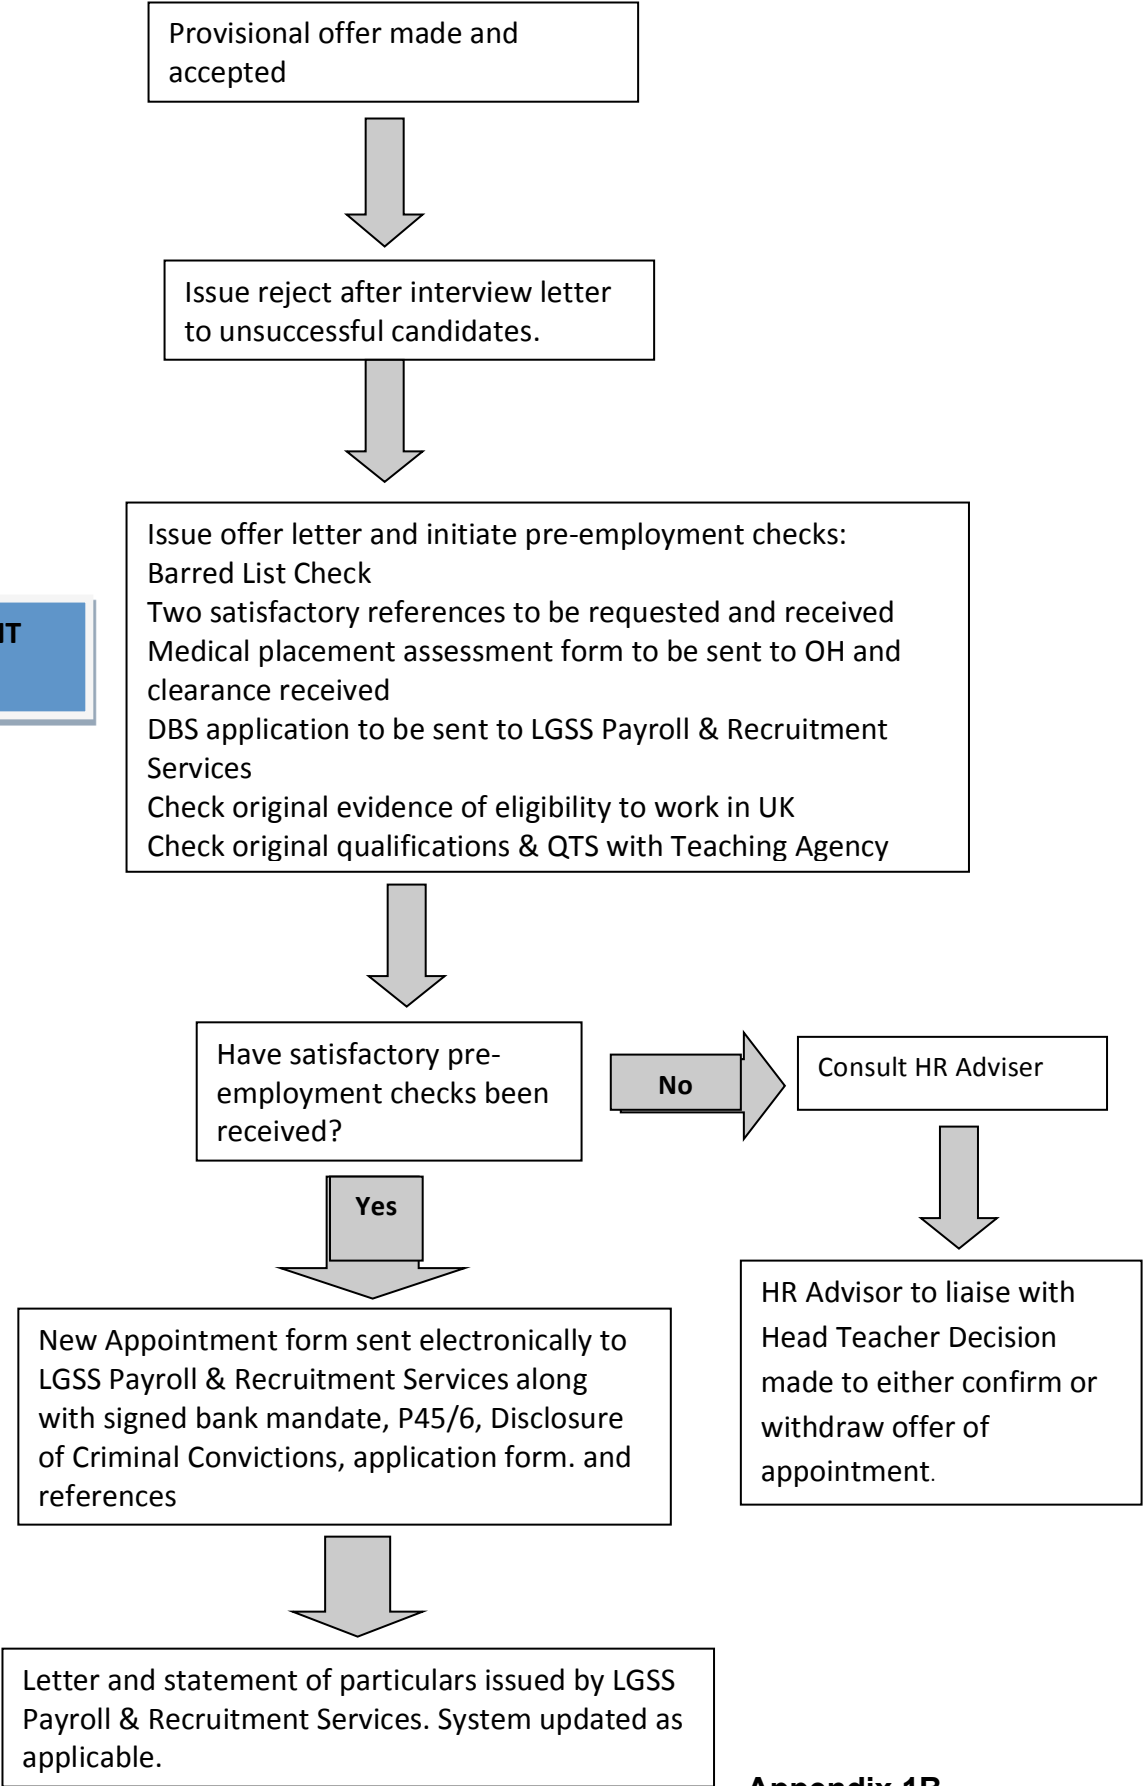 Provisional offer made and
accepted
Issue reject after interview letter
to unsuccessful candidates.
Issue offer letter and initiate pre-employment checks:
Barred List Check
Two satisfactory references to be requested and received
Medical placement assessment form to be sent to OH and
clearance received
DBS application to be sent to LGSS Payroll & Recruitment
Services
Check original evidence of eligibility to work in UK
Check original qualifications & QTS with Teaching Agency
Have satisfactory pre-
employment checks been
received?
No
Consult HR Adviser
Yes
HR Advisor to liaise with
Head Teacher Decision
made to either confirm or
withdraw offer of
appointment.
New Appointment form sent electronically to
LGSS Payroll & Recruitment Services along
with signed bank mandate, P45/6, Disclosure
of Criminal Convictions, application form. and
references
Letter and statement of particulars issued by LGSS
Payroll & Recruitment Services. System updated as
applicable.
Appendix 1B